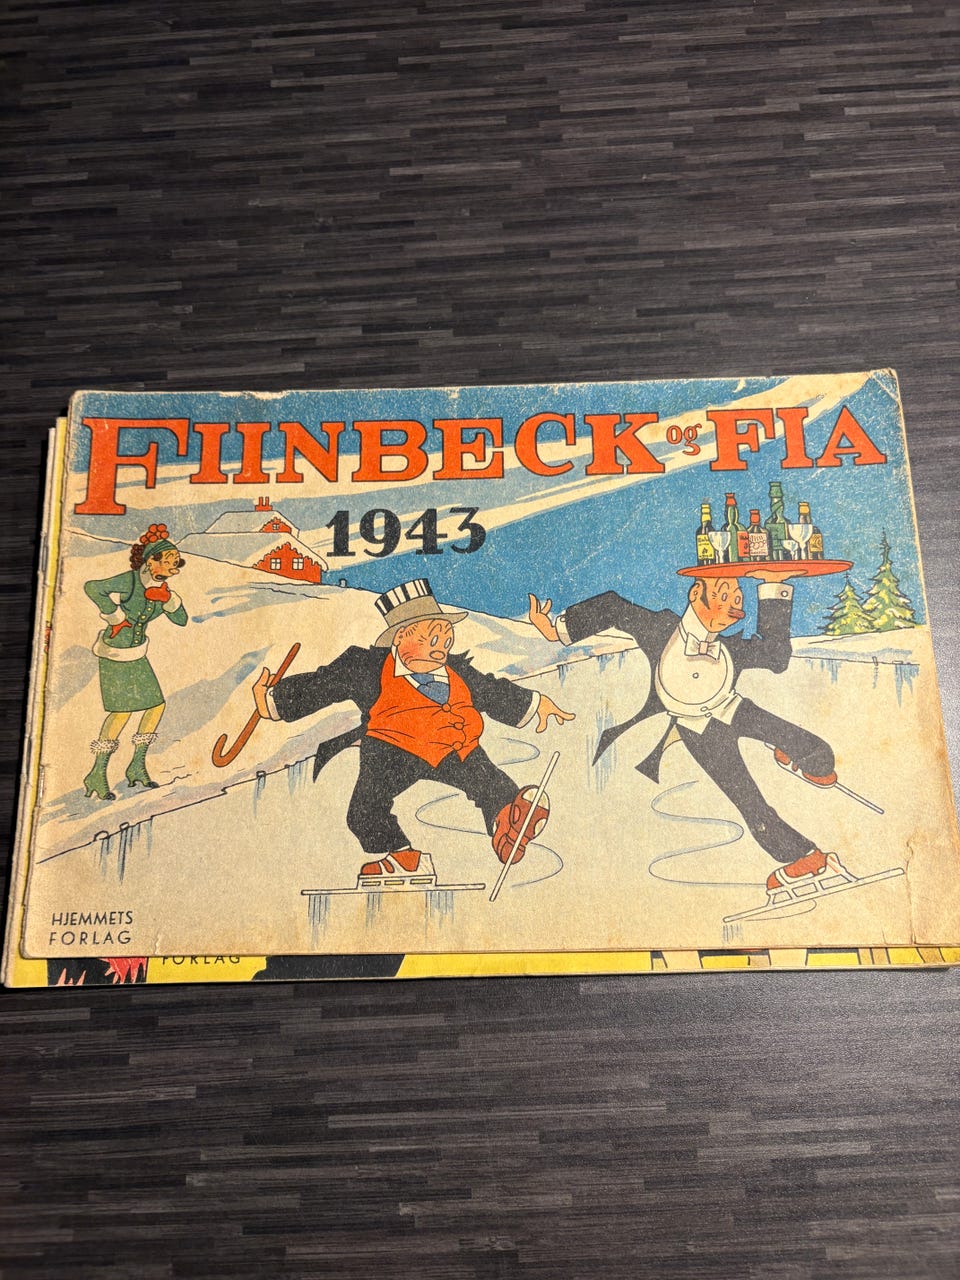 FIINBECK og FIA
1943
HJEMMETS
FORLAG
FORLAG